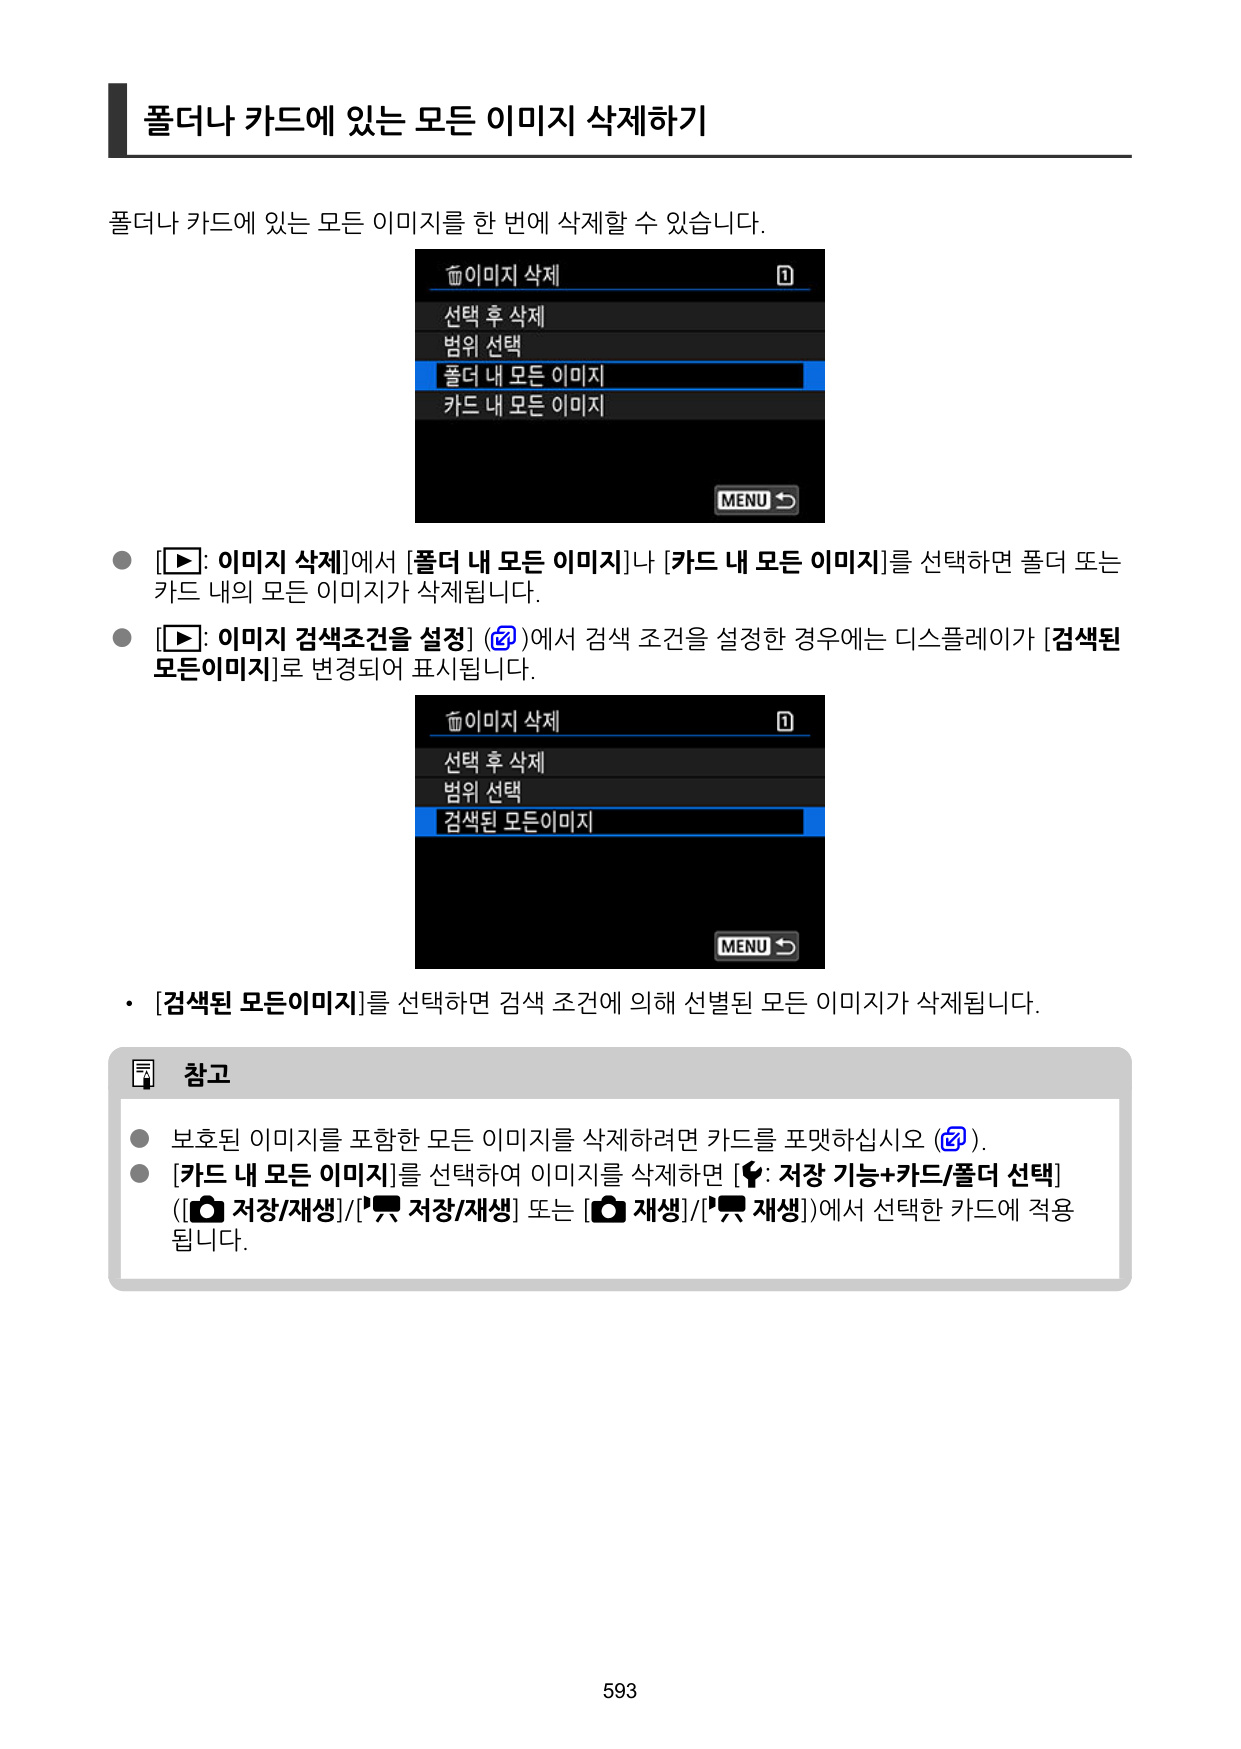 폴더나 카드에 있는 모든 이미지 삭제하기
폴더나 카드에 있는 모든 이미지를 한 번에 삭제할 수 있습니다.
이미지 삭제 1
선택 후 삭제
범위 선택
폴더 내 모든 이미지
카드 내 모든 이미지
MENU
● [: 이미지 삭제]에서 [폴더 내 모든 이미지]나 [카드 내 모든 이미지]를 선택하면 폴더 또는
카드 내의 모든 이미지가 삭제됩니다.
● [: 이미지 검색조건을 설정] ()에서 검색 조건을 설정한 경우에는 디스플레이가 [검색된
모든이미지]로 변경되어 표시됩니다.
이미지 삭제 1
선택 후 삭제
범위 선택
검색된 모든이미지
MENU
• [검색된 모든이미지]를 선택하면 검색 조건에 의해 선별된 모든 이미지가 삭제됩니다.
참고
● 보호된 이미지를 포함한 모든 이미지를 삭제하려면 카드를 포맷하십시오 ().
● [카드 내 모든 이미지]를 선택하여 이미지를 삭제하면 [: 저장 기능+카드/폴더 선택]
([ 저장/재생]/[ 저장/재생] 또는 [ 재생]/[ 재생])에서 선택한 카드에 적용
됩니다.
593